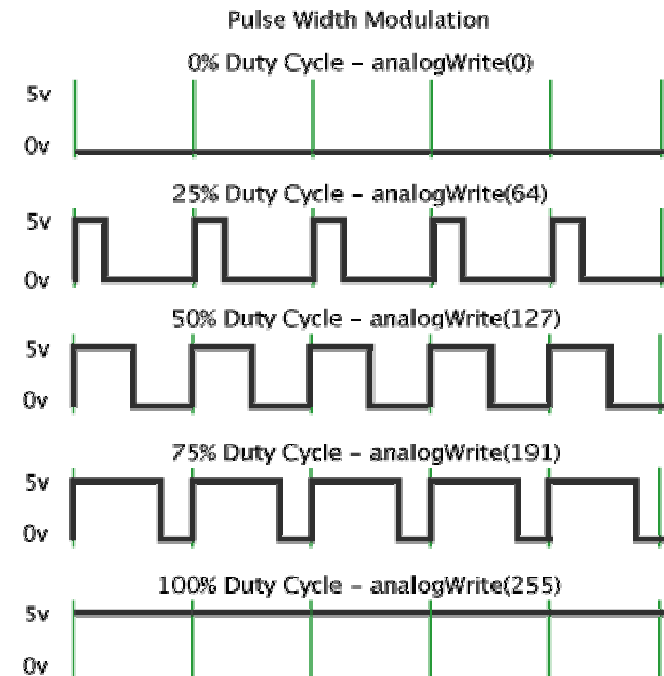 Pulse Width Modulation
0% Duty Cycle – analogWrite(0)
5v
0v
25% Duty Cycle – analogWrite(64)
5v
0v
50% Duty Cycle – analogWrite(127)
5v
0v
75% Duty Cycle – analogWrite(191)
5v
0v
100% Duty Cycle – analogWrite(255)
5v
0v